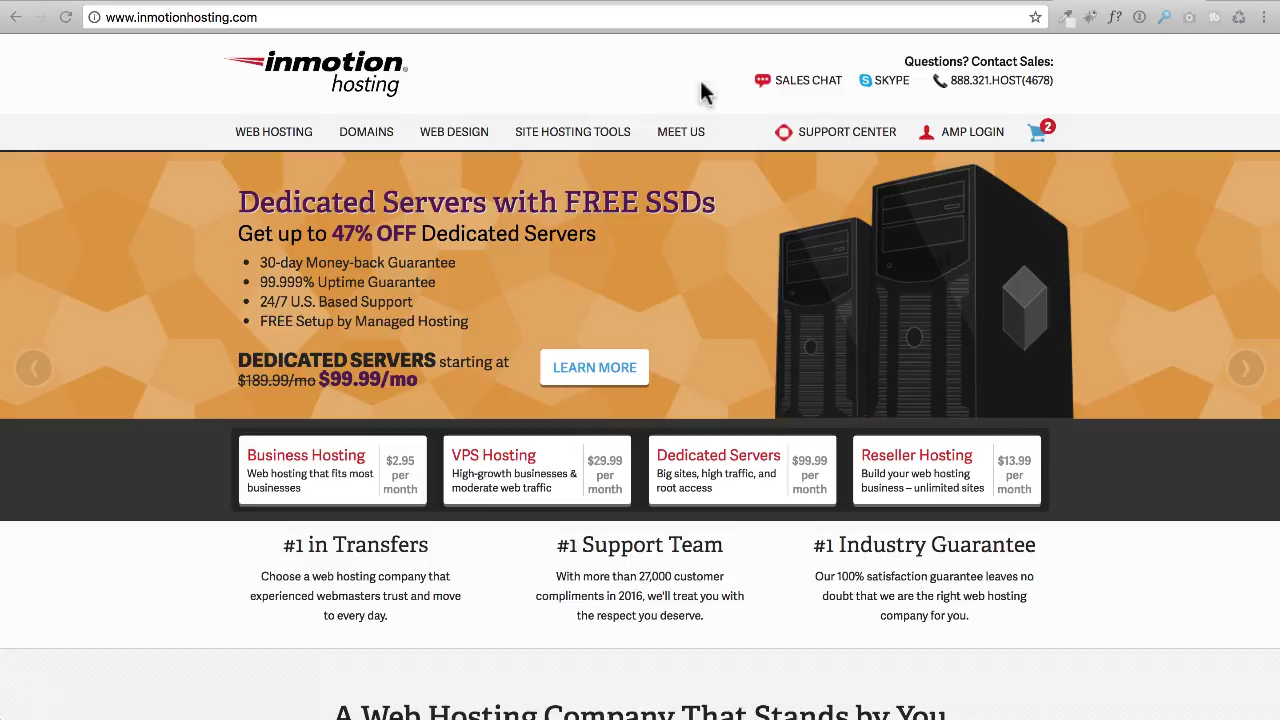 www.inmotionhosting.com
f?
tb
inmotion
hosting
Questions? Contact Sales:
SALES CHAT SKYPE 888.321.HOST(4678)
WEB HOSTING DOMAINS WEB DESIGN SITE HOSTING TOOLS MEET US SUPPORT CENTER AMP LOGIN 2
Dedicated Servers with FREE SSDs
Get up to 47% OFF Dedicated Servers
• 30-day Money-back Guarantee
• 99.999% Uptime Guarantee
• 24/7 U.S. Based Support
• FREE Setup by Managed Hosting
DEDICATED SERVERS starting at
$189.99/mo $99.99/mo
LEARN MORE
Business Hosting
Web hosting that fits most
businesses
$2.95
per
month
VPS Hosting
High-growth businesses &
moderate web traffic
$29.99
per
month
Dedicated Servers
Big sites, high traffic, and
root access
$99.99
per
month
Reseller Hosting
Build your web hosting
business – unlimited sites
$13.99
per
month
#1 in Transfers
Choose a web hosting company that
experienced webmasters trust and move
to every day.
#1 Support Team
With more than 27,000 customer
compliments in 2016, we'll treat you with
the respect you deserve.
#1 Industry Guarantee
Our 100% satisfaction guarantee leaves no
doubt that we are the right web hosting
company for you.
A Web Hosting Company That Stands by You